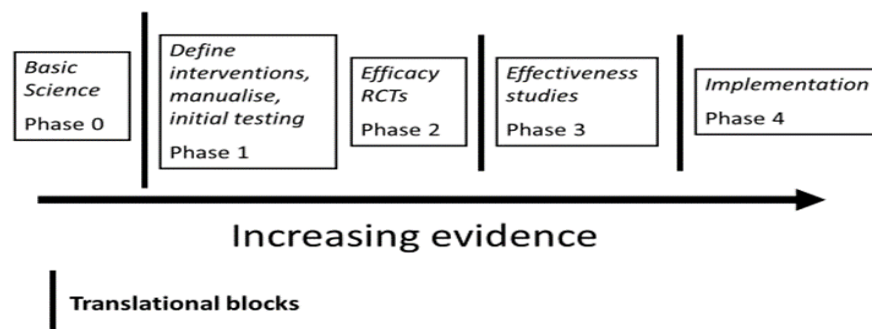 Basic
Science
Phase 0
Define
interventions,
manualise,
initial testing
Phase 1
Efficacy
RCTs
Phase 2
Effectiveness
studies
Phase 3
Implementation
Phase 4
Increasing evidence
Translational blocks